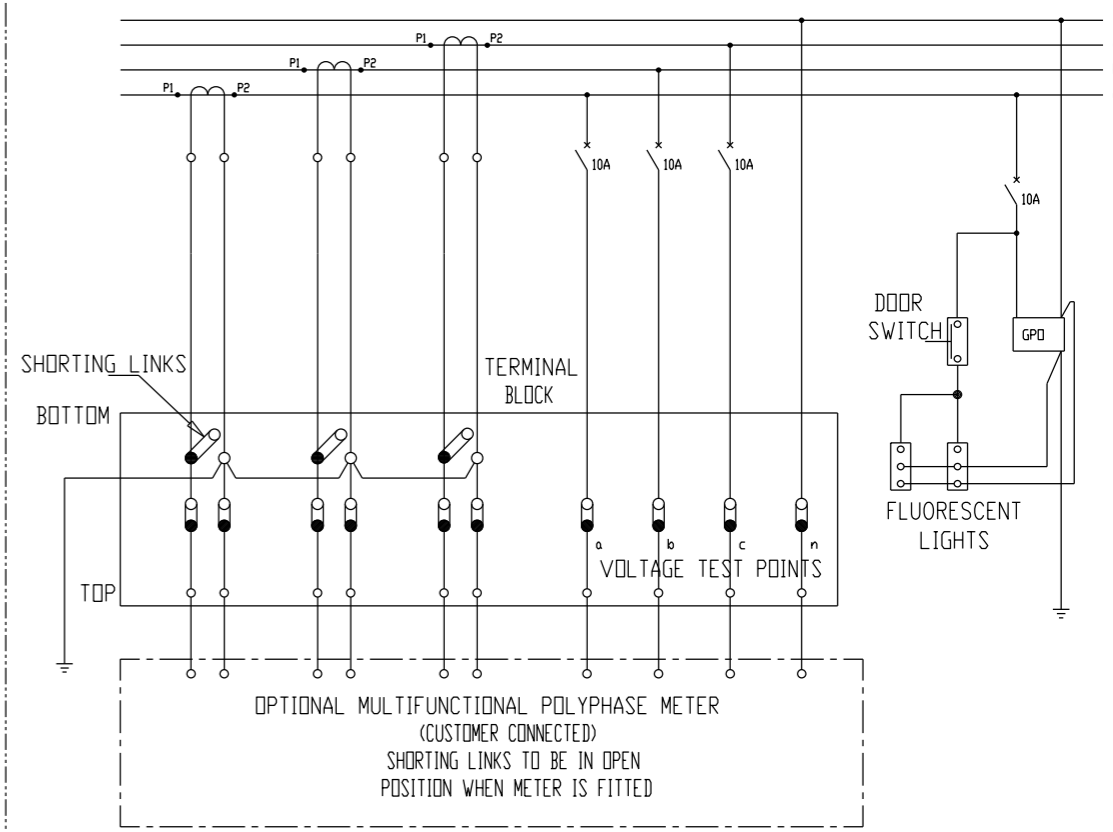 P1 P2
P1 P2
P1 P2
10A 10A 10A
10A
DOOR
SWITCH
GPO
SHORTING LINKS
TERMINAL
BLOCK
BOTTOM
FLUORESCENT
LIGHTS
a b c n
VOLTAGE TEST POINTS
TOP
OPTIONAL MULTIFUNCTIONAL POLYPHASE METER
(CUSTOMER CONNECTED)
SHORTING LINKS TO BE IN OPEN
POSITION WHEN METER IS FITTED